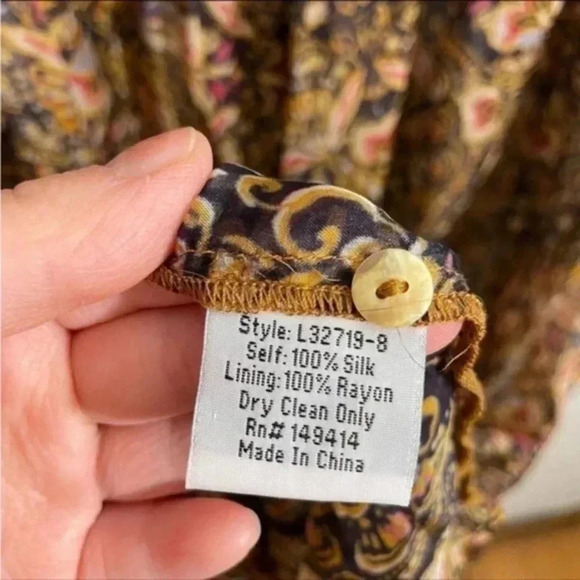 Style: L32719-8
Self: 100% Silk
Lining: 100% Rayon
Dry Clean Only
Rn# 149414
Made In China